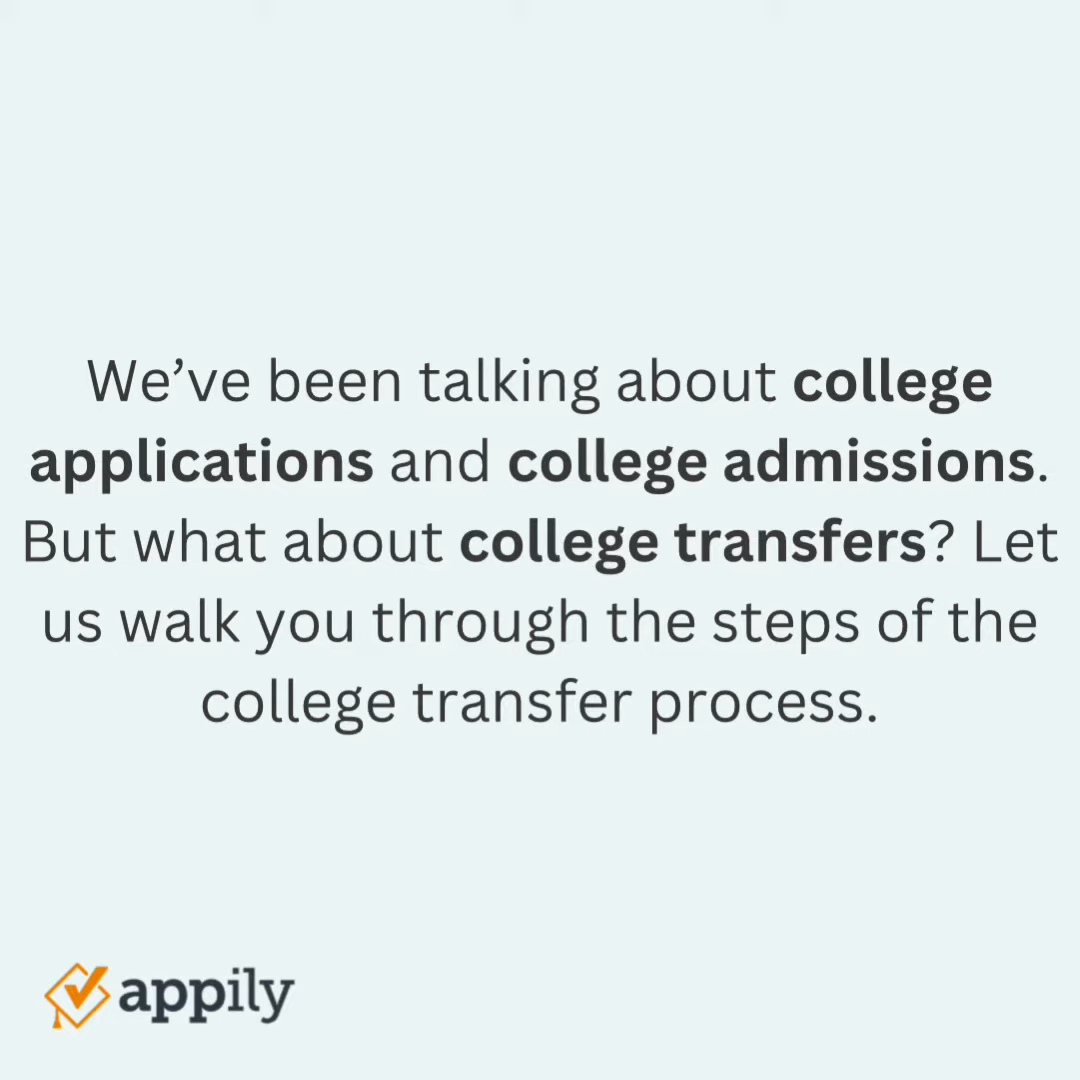 We’ve been talking about college
applications and college admissions.
But what about college transfers? Let
us walk you through the steps of the
college transfer process.
appily